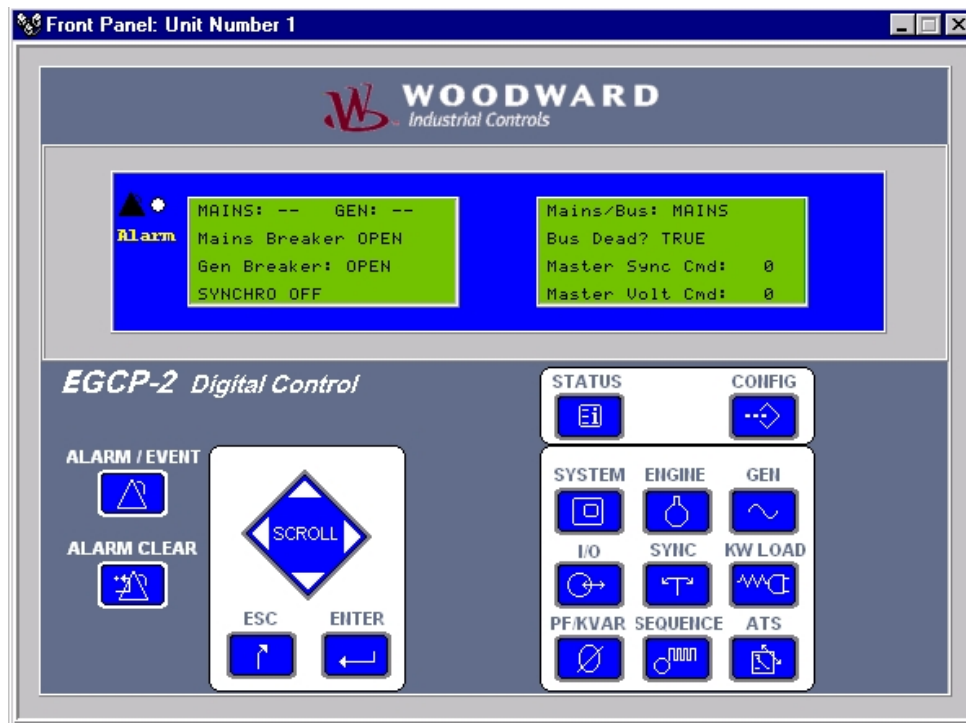 Front Panel: Unit Number 1
WOODWARD
Industrial Controls
Alarm
MAINS: -- GEN: --
Mains Breaker OPEN
Gen Breaker: OPEN
SYNCHRO OFF
Mains/Bus: MAINS
Bus Dead? TRUE
Master Sync Cmd: 0
Master Volt Cmd: 0
EGCP-2 Digital Control
STATUS CONFIG
ALARM / EVENT
SYSTEM ENGINE GEN
SCROLL
ALARM CLEAR
I/O SYNC KW LOAD
ESC ENTER
PF/KVAR SEQUENCE ATS